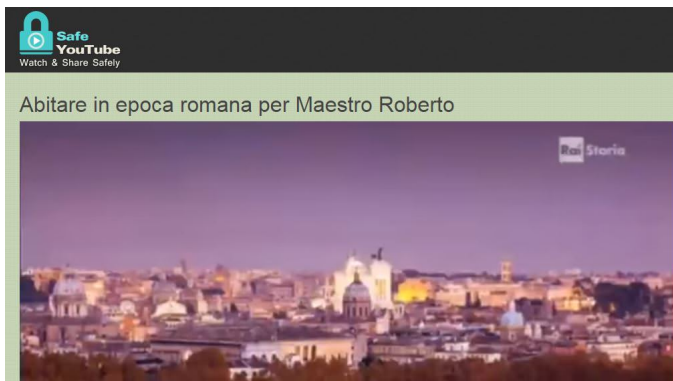 Safe
YouTube
Watch & Share Safely
Abitare in epoca romana per Maestro Roberto
Rai Storia